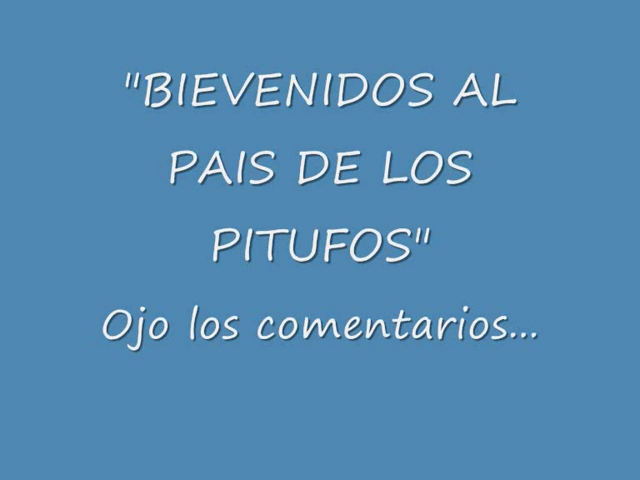 "BIEVENIDOS AL
PAIS DE LOS
PITUFOS"
Ojo los comentarios...